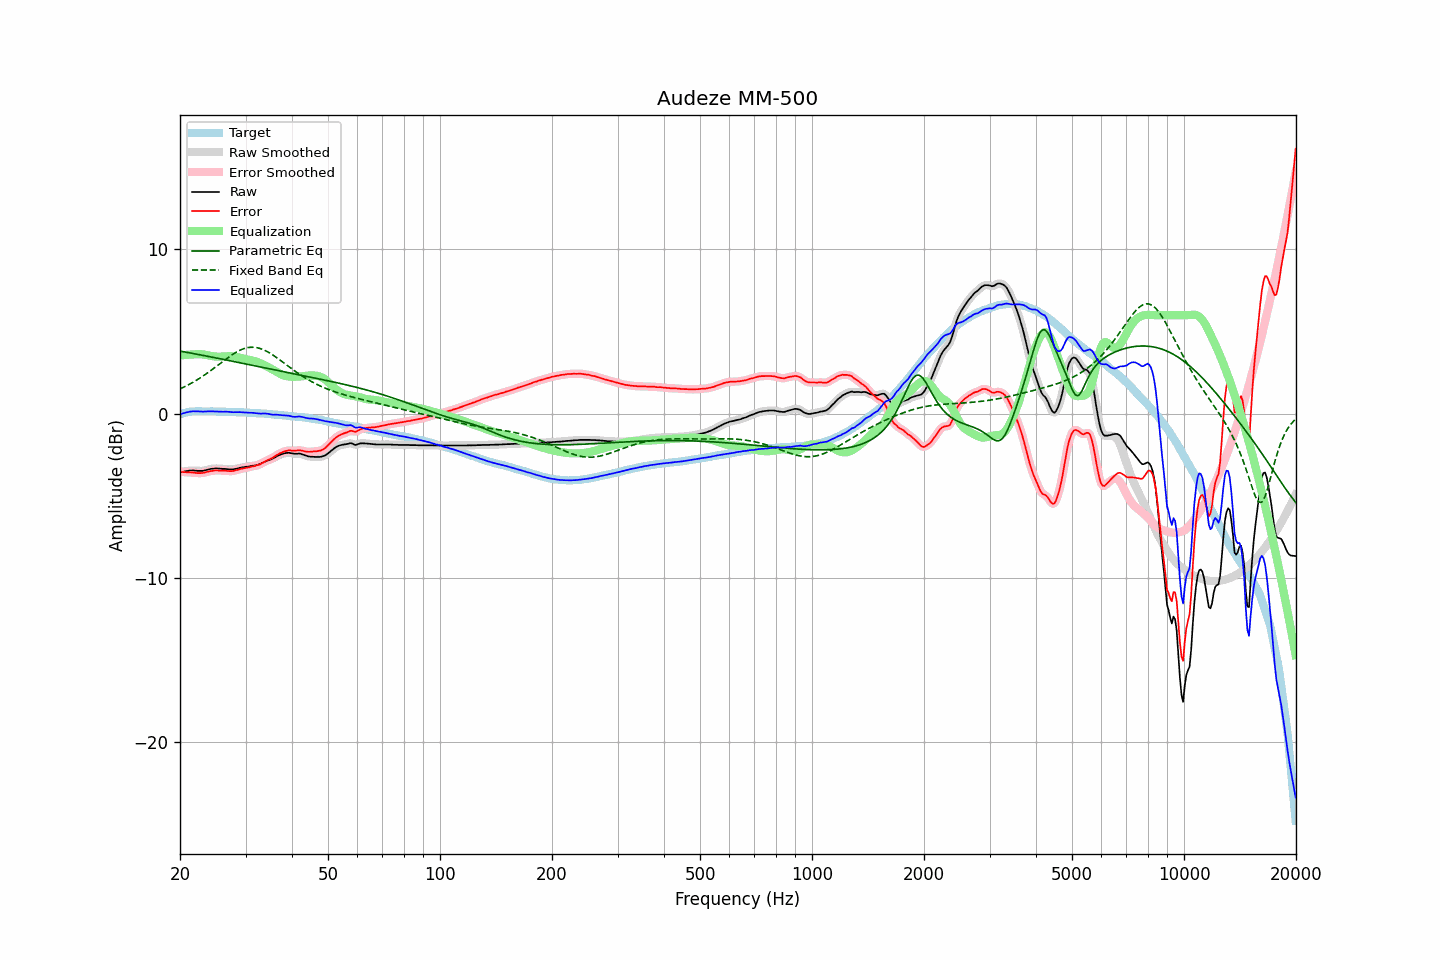 Audeze MM-500
Target
Raw Smoothed
Error Smoothed
Raw
Error
Equalization
Parametric Eq
Fixed Band Eq
Equalized
10
0
−10
−20
Amplitude (dBr)
20
50
100
200
500
1000
2000
5000
10000
20000
Frequency (Hz)